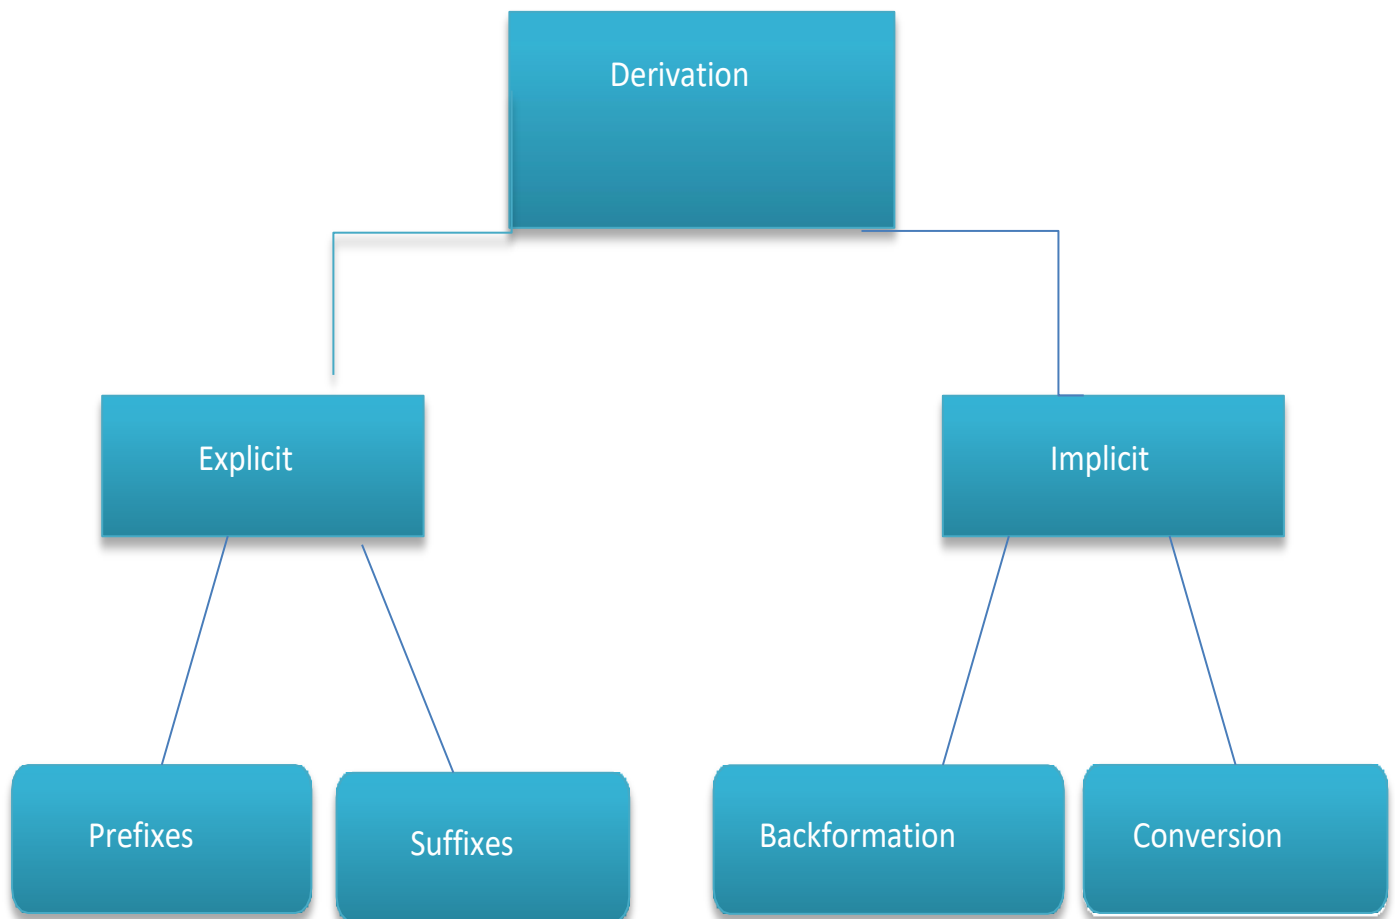 Derivation
Explicit
Implicit
Prefixes
Suffixes
Backformation
Conversion